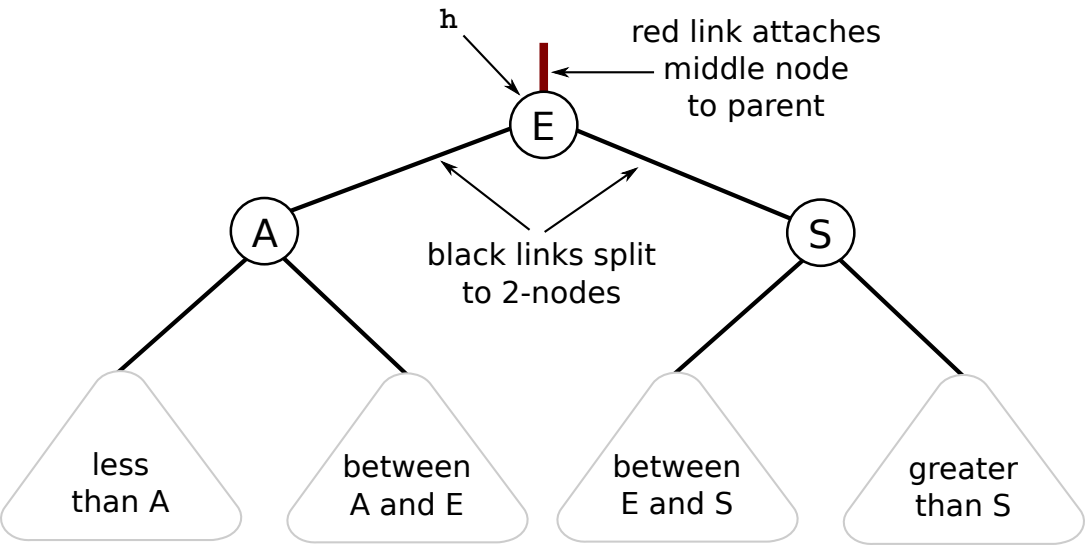 h
red link attaches
middle node
to parent
E
A
S
black links split
to 2-nodes
less
than A
between
A and E
between
E and S
greater
than S